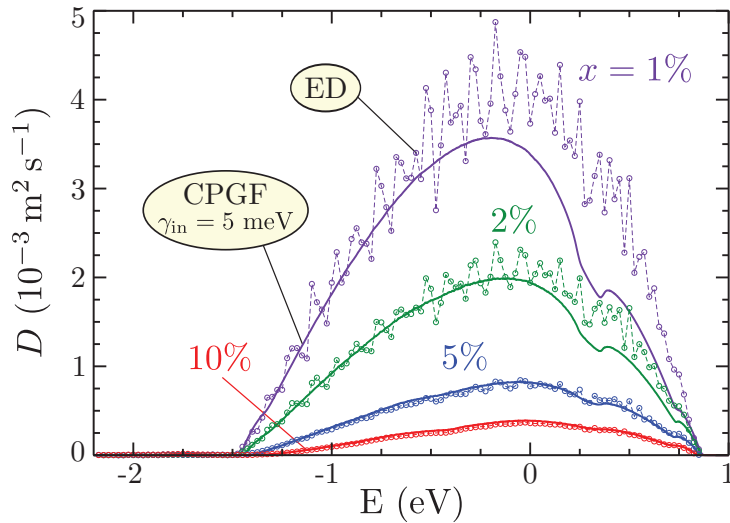 5
4
3
2
1
0
D (10⁻³ m² s⁻¹)
ED
x = 1%
CPGF
γin = 5 meV
2%
10%
5%
-2
-1
0
1
E (eV)